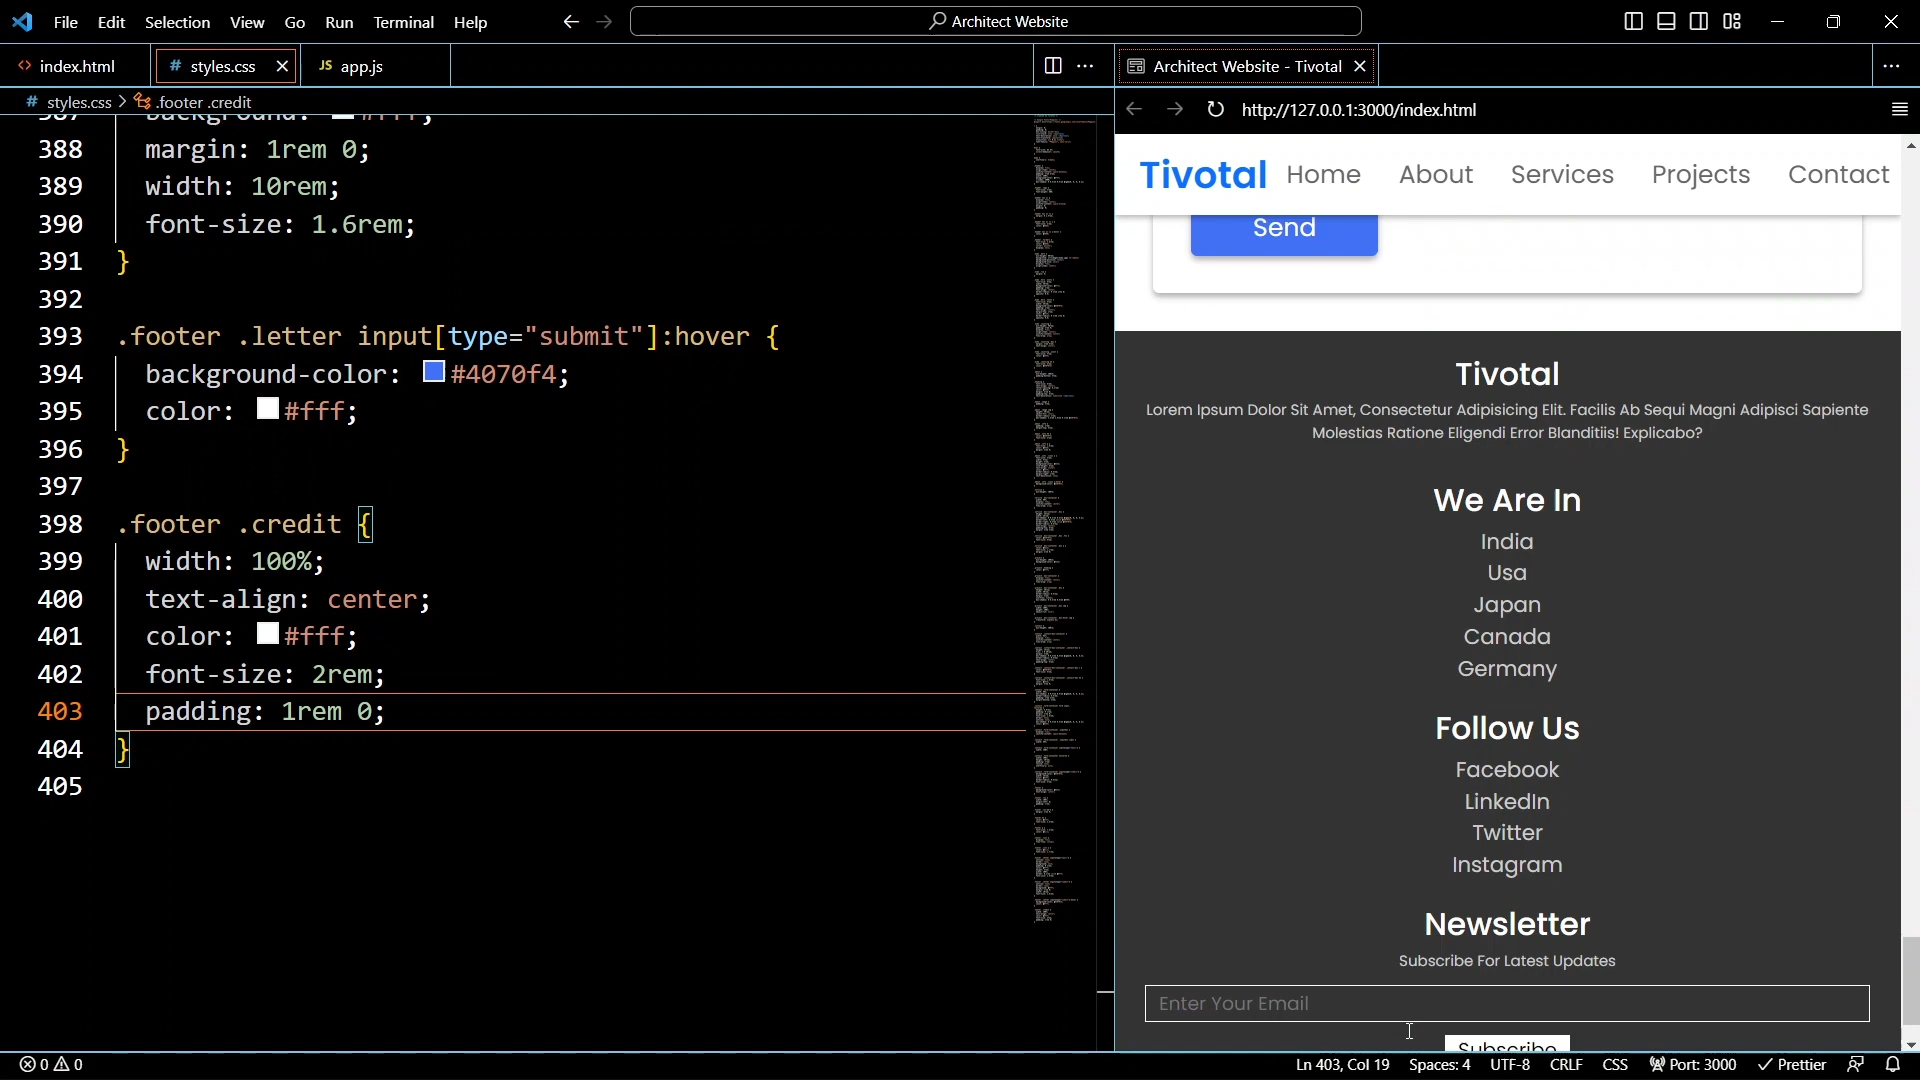 File Edit Selection View Go Run Terminal Help
Architect Website
index.html
# styles.css
JS app.js
Architect Website - Tivotal
# styles.css > .footer .credit
http://127.0.0.1:3000/index.html
388 margin: 1rem 0;
389 width: 10rem;
390 font-size: 1.6rem;
391 }
392
393 .footer .letter input[type="submit"]:hover {
394 background-color: #4070f4;
395 color: #fff;
396 }
397
398 .footer .credit {
399 width: 100%;
400 text-align: center;
401 color: #fff;
402 font-size: 2rem;
403 padding: 1rem 0;
404 }
405
Tivotal Home About Services Projects Contact
Send
Tivotal
Lorem Ipsum Dolor Sit Amet, Consectetur Adipisicing Elit. Facilis Ab Sequi Magni Adipisci Sapiente
Molestias Ratione Eligendi Error Blanditiis! Explicabo?
We Are In
India
Usa
Japan
Canada
Germany
Follow Us
Facebook
LinkedIn
Twitter
Instagram
Newsletter
Subscribe For Latest Updates
Enter Your Email
Subscribe
0 0
Ln 403, Col 19 Spaces: 4 UTF-8 CRLF CSS Port: 3000 Prettier